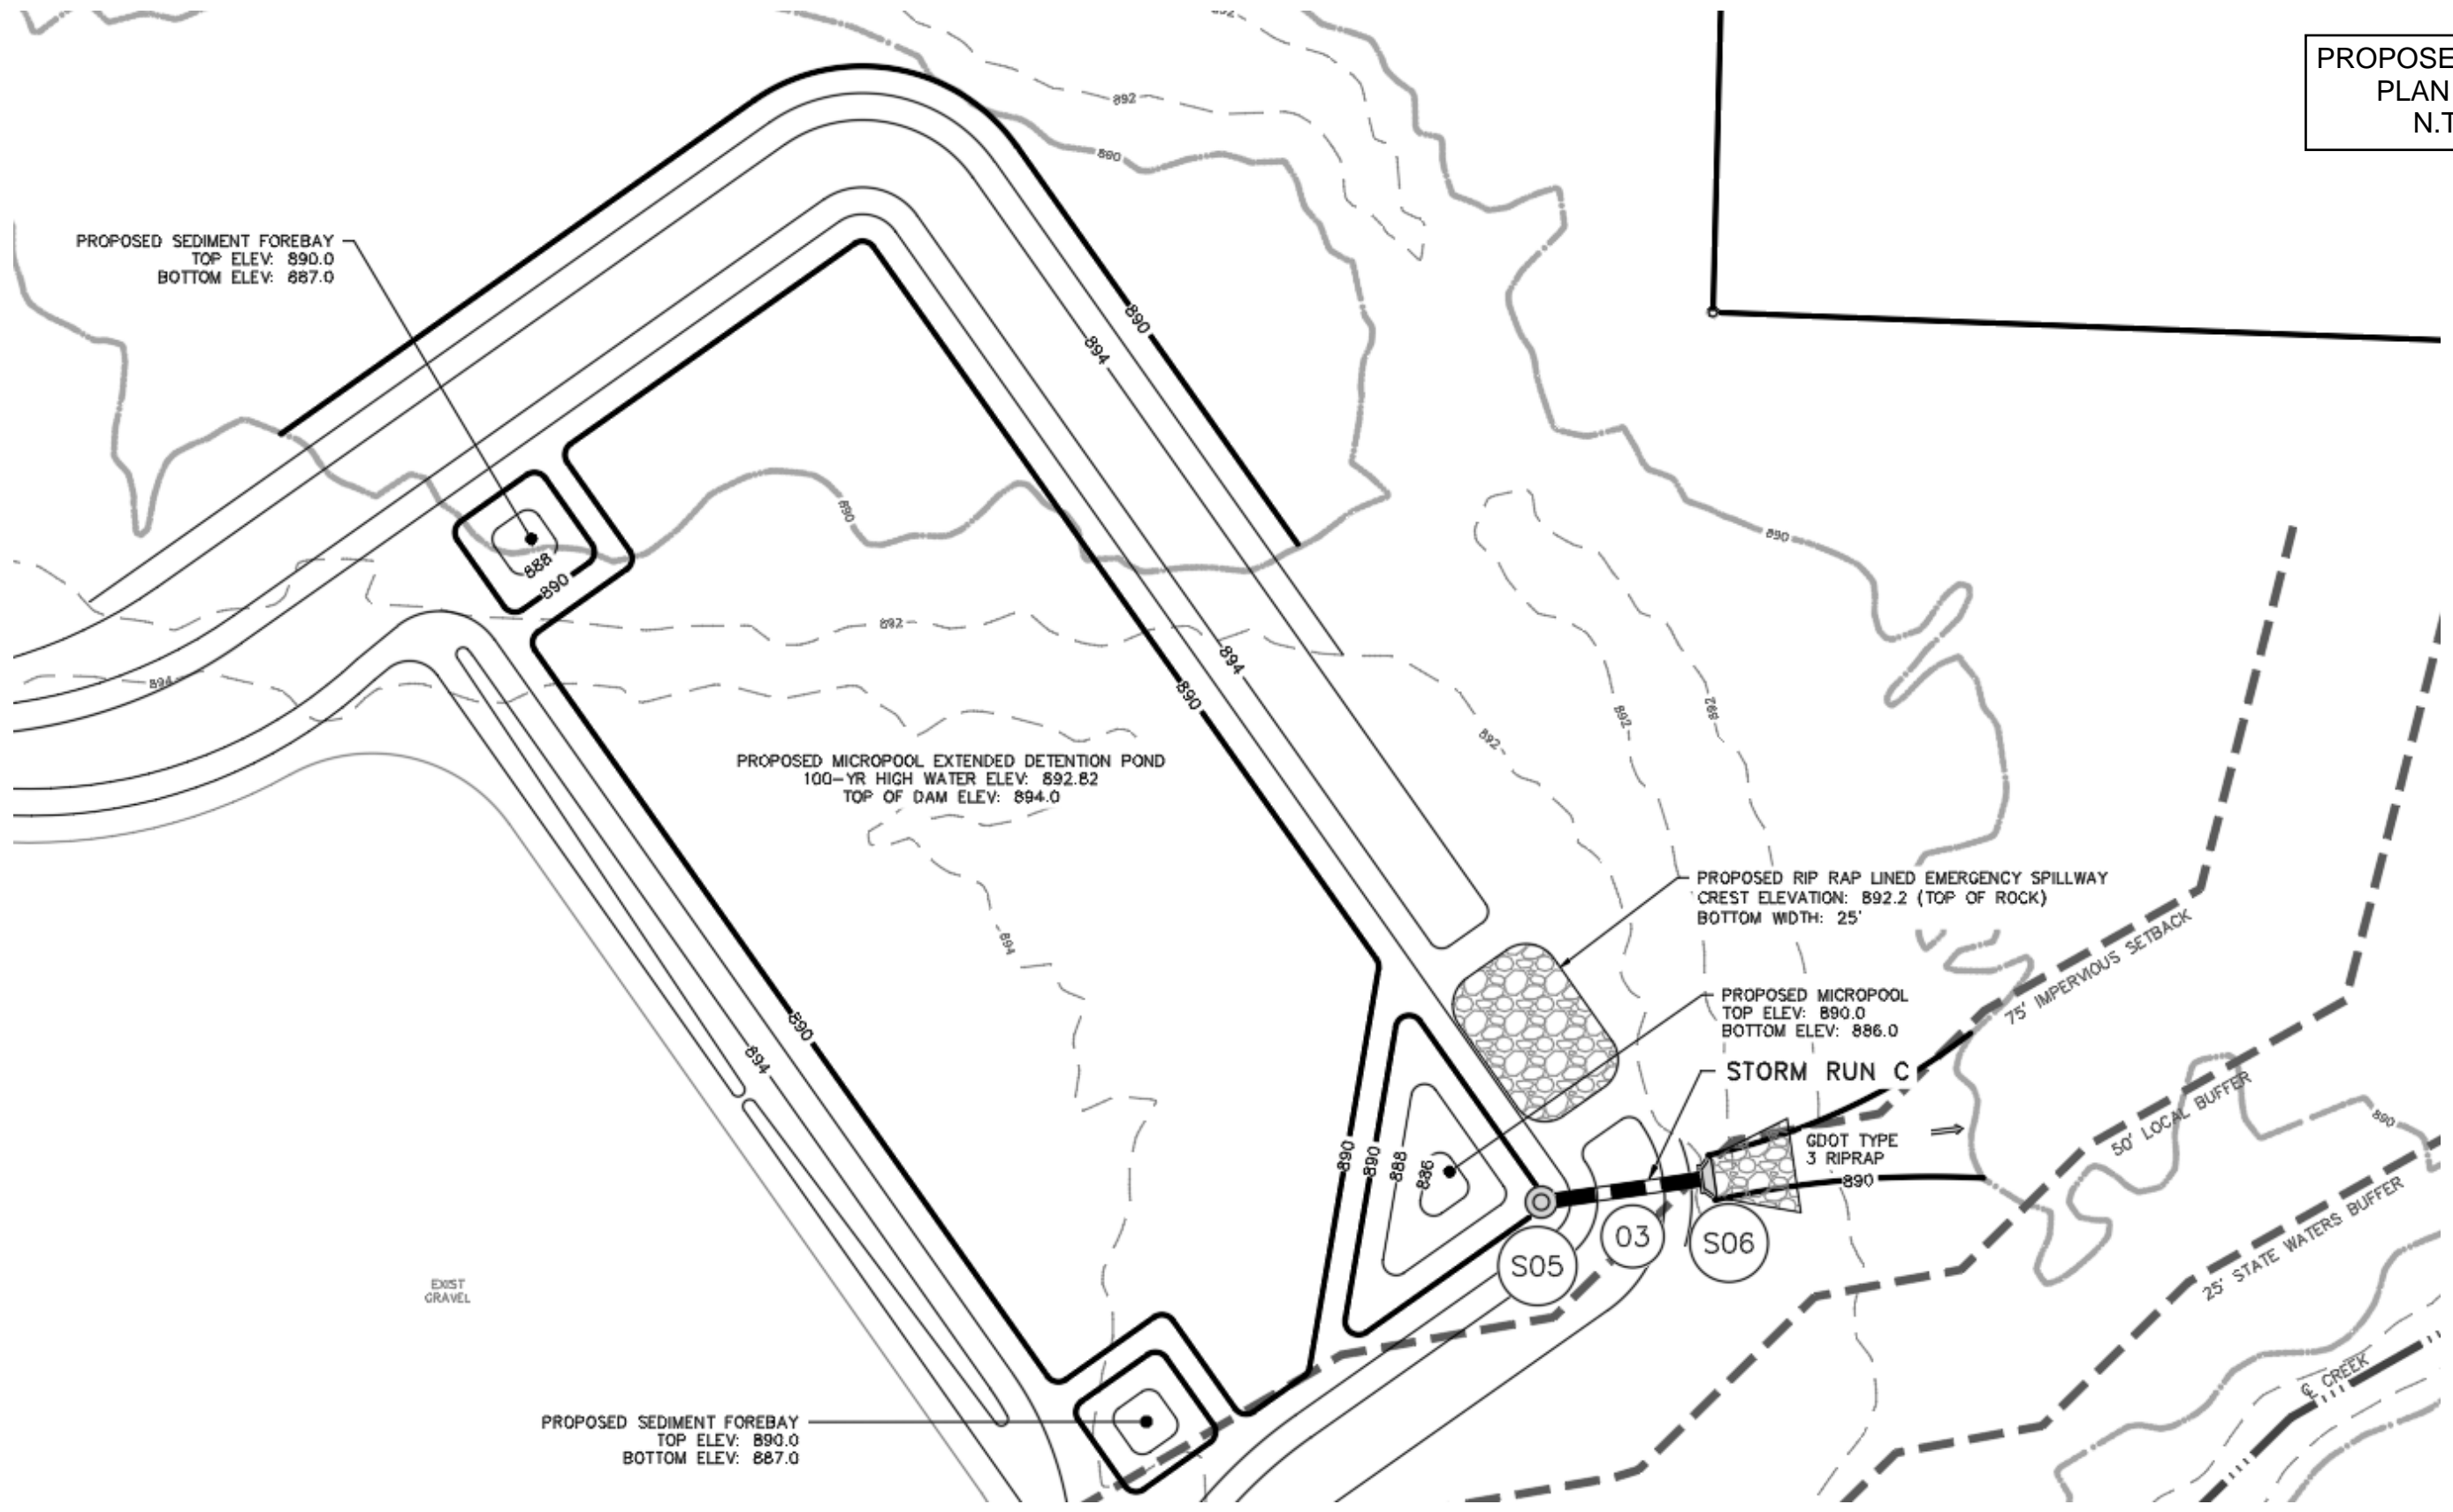 PROPOSE
PLAN
N.T
892
890
PROPOSED SEDIMENT FOREBAY
TOP ELEV: 890.0
BOTTOM ELEV: 887.0
890
894
890
890
888
890
892
894
894
890
892
892
892
PROPOSED MICROPOOL EXTENDED DETENTION POND
100-YR HIGH WATER ELEV: 892.82
TOP OF DAM ELEV: 894.0
PROPOSED RIP RAP LINED EMERGENCY SPILLWAY
CREST ELEVATION: 892.2 (TOP OF ROCK)
BOTTOM WIDTH: 25'
894
75' IMPERVIOUS SETBACK
PROPOSED MICROPOOL
TOP ELEV: 890.0
BOTTOM ELEV: 886.0
890
894
STORM RUN C
50' LOCAL BUFFER
890
GDOT TYPE
3 RIPRAP
890
890
888
886
890
S05
03
S06
25' STATE WATERS BUFFER
EXIST
GRAVEL
℄ CREEK
PROPOSED SEDIMENT FOREBAY
TOP ELEV: 890.0
BOTTOM ELEV: 887.0